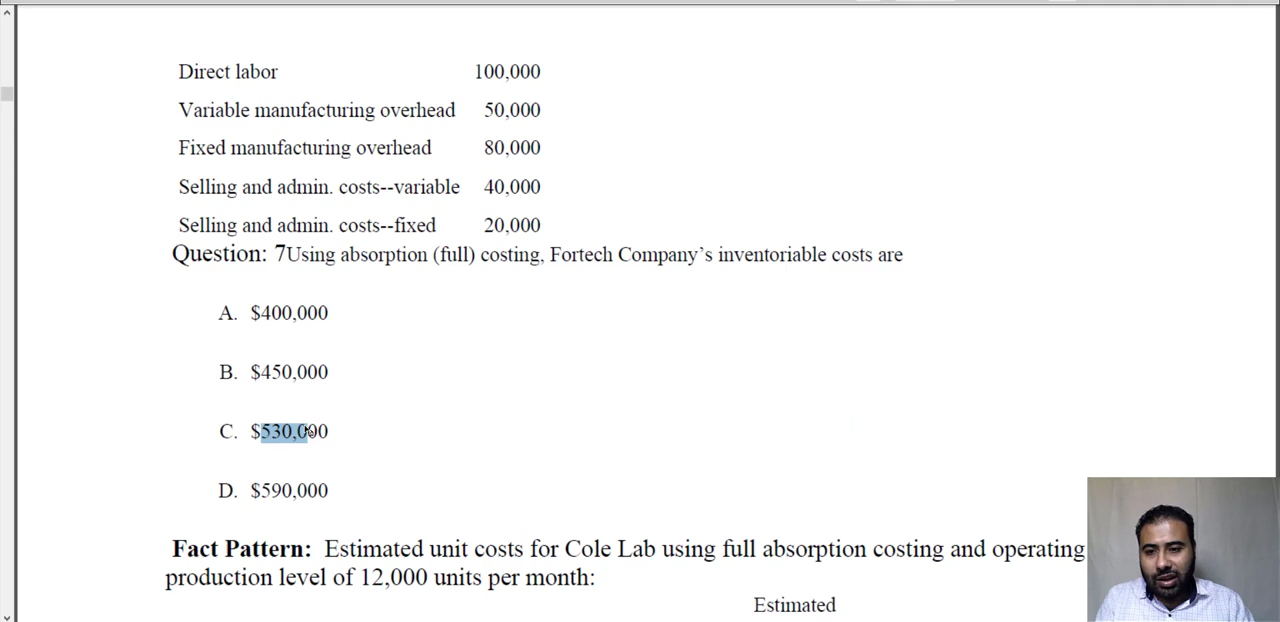 Direct labor 100,000
Variable manufacturing overhead 50,000
Fixed manufacturing overhead 80,000
Selling and admin. costs--variable 40,000
Selling and admin. costs--fixed 20,000
Question: 7Using absorption (full) costing, Fortech Company’s inventoriable costs are
A. $400,000
B. $450,000
C. $530,000
D. $590,000
Fact Pattern: Estimated unit costs for Cole Lab using full absorption costing and operating
production level of 12,000 units per month:
Estimated